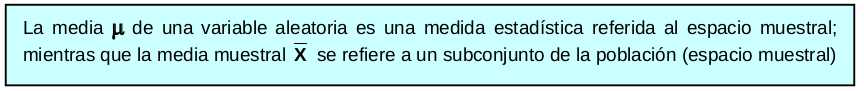 La media μ de una variable aleatoria es una medida estadística referida al espacio muestral;
mientras que la media muestral X̅ se refiere a un subconjunto de la población (espacio muestral)